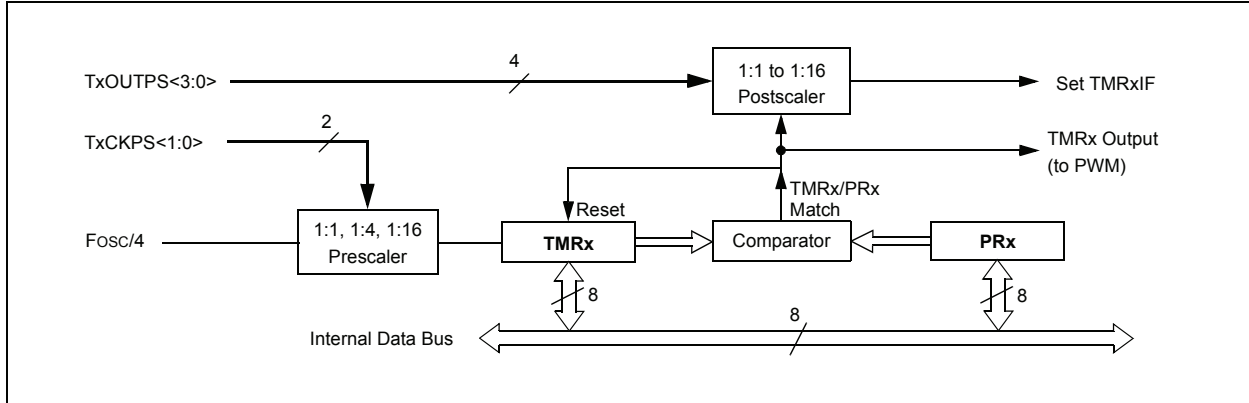 TxOUTPS<3:0>
4
1:1 to 1:16
Postscaler
Set TMRxIF
TxCKPS<1:0>
2
TMRx Output
(to PWM)
TMRx/PRx
Match
Reset
FOSC/4
1:1, 1:4, 1:16
Prescaler
TMRx
Comparator
PRx
8
8
8
Internal Data Bus